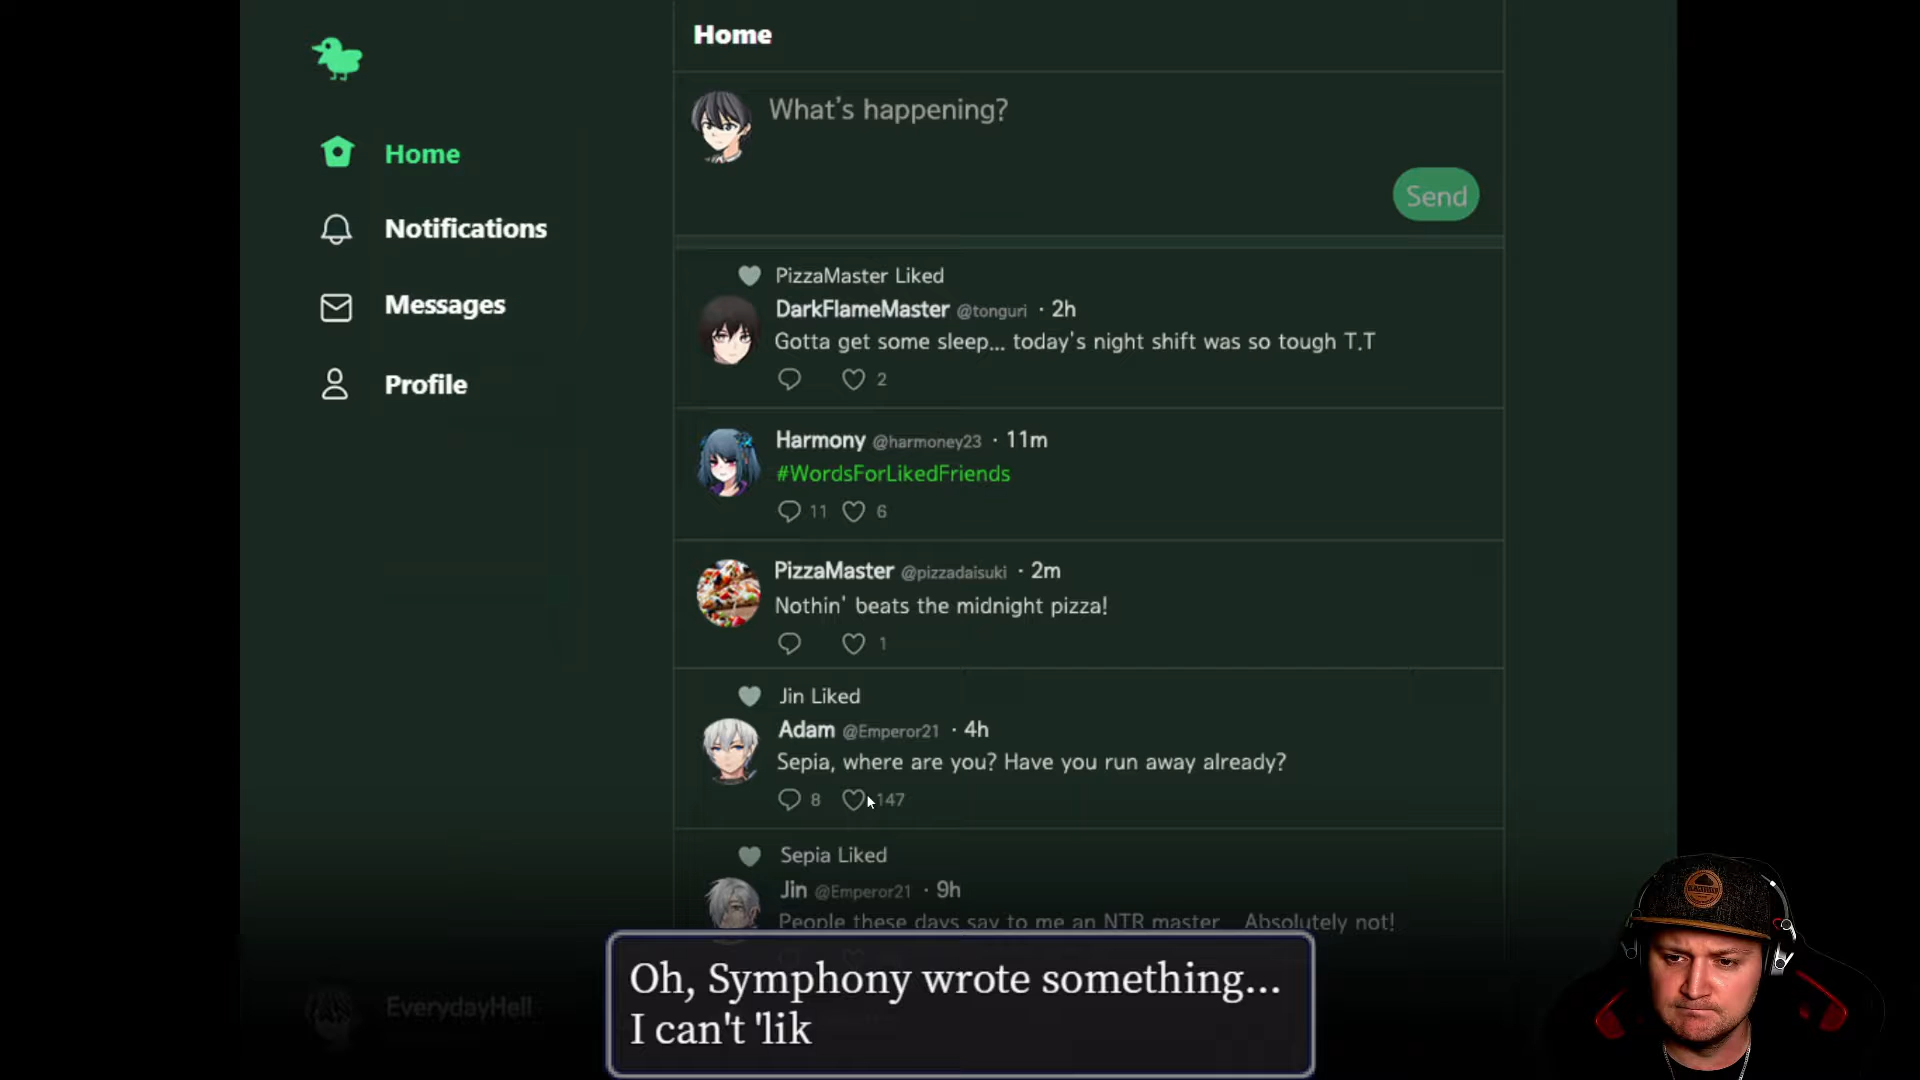 Home
What's happening?
Send
Home
Notifications
Messages
Profile
PizzaMaster Liked
DarkFlameMaster @tonguri · 2h
Gotta get some sleep... today's night shift was so tough T.T
2
Harmony @harmoney23 · 11m
#WordsForLikedFriends
11 6
PizzaMaster @pizzadaisuki · 2m
Nothin' beats the midnight pizza!
1
Jin Liked
Adam @Emperor21 · 4h
Sepia, where are you? Have you run away already?
8 147
Sepia Liked
Jin @Emperor21 · 9h
People these days say to me an NTR master... Absolutely not!
EverydayHell
Oh, Symphony wrote something...
I can't 'lik